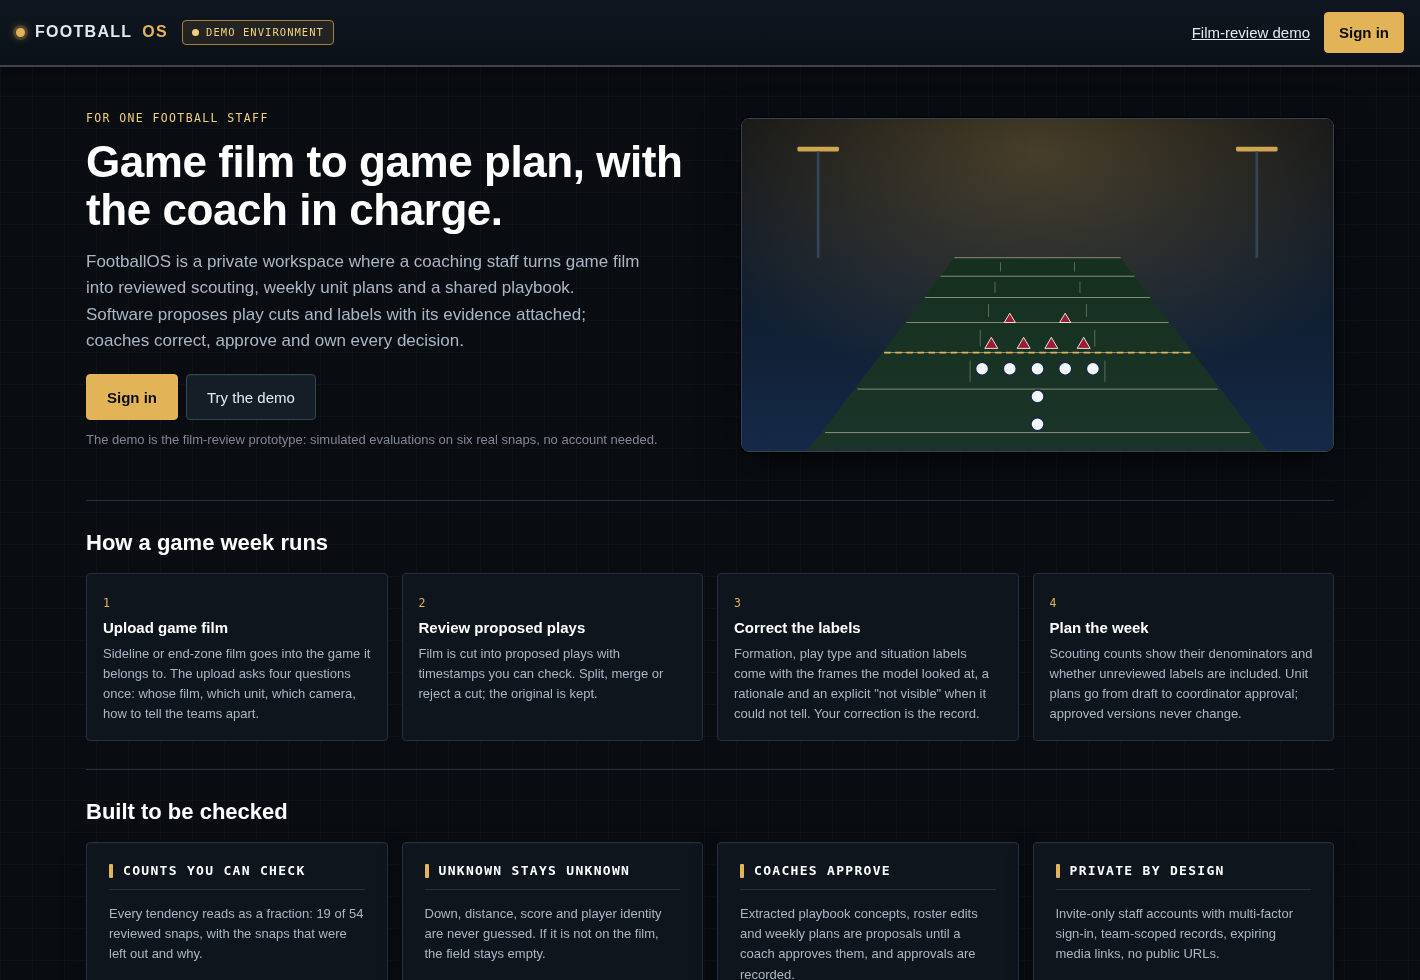 FOOTBALL OS
DEMO ENVIRONMENT
Film-review demo
Sign in
FOR ONE FOOTBALL STAFF
Game film to game plan, with
the coach in charge.
FootballOS is a private workspace where a coaching staff turns game film
into reviewed scouting, weekly unit plans and a shared playbook.
Software proposes play cuts and labels with its evidence attached;
coaches correct, approve and own every decision.
Sign in
Try the demo
The demo is the film-review prototype: simulated evaluations on six real snaps, no account needed.
How a game week runs
1
Upload game film
Sideline or end-zone film goes into the game it
belongs to. The upload asks four questions
once: whose film, which unit, which camera,
how to tell the teams apart.
2
Review proposed plays
Film is cut into proposed plays with
timestamps you can check. Split, merge or
reject a cut; the original is kept.
3
Correct the labels
Formation, play type and situation labels
come with the frames the model looked at, a
rationale and an explicit "not visible" when it
could not tell. Your correction is the record.
4
Plan the week
Scouting counts show their denominators and
whether unreviewed labels are included. Unit
plans go from draft to coordinator approval;
approved versions never change.
Built to be checked
COUNTS YOU CAN CHECK
Every tendency reads as a fraction: 19 of 54
reviewed snaps, with the snaps that were
left out and why.
UNKNOWN STAYS UNKNOWN
Down, distance, score and player identity
are never guessed. If it is not on the film,
the field stays empty.
COACHES APPROVE
Extracted playbook concepts, roster edits
and weekly plans are proposals until a
coach approves them, and approvals are
recorded.
PRIVATE BY DESIGN
Invite-only staff accounts with multi-factor
sign-in, team-scoped records, expiring
media links, no public URLs.